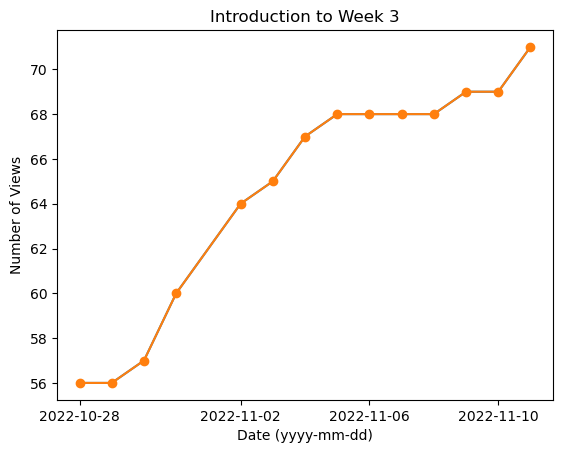 Introduction to Week 3
70
68
66
64
62
60
58
56
Number of Views
2022-10-28 2022-11-02 2022-11-06 2022-11-10
Date (yyyy-mm-dd)